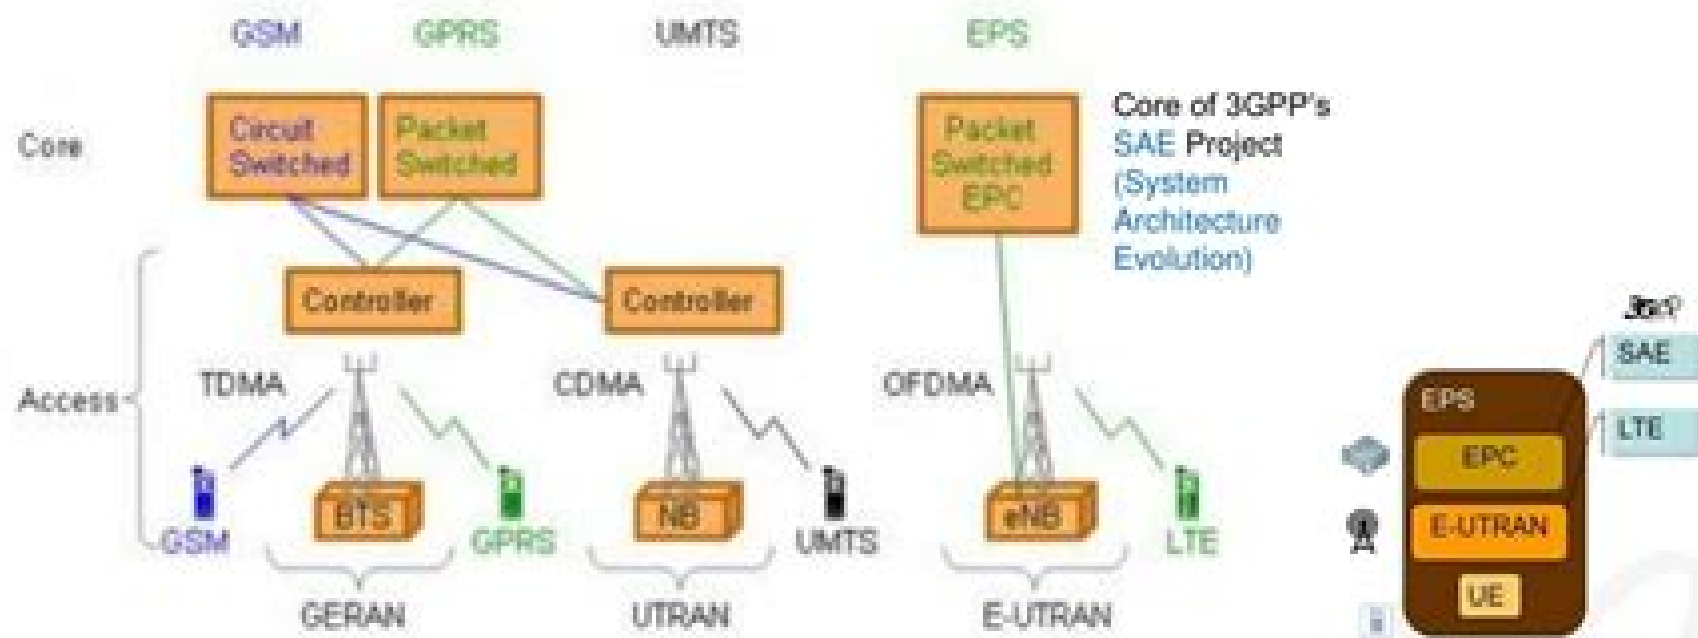 GSM GPRS UMTS EPS
Core
Circuit
Switched
Packet
Switched
Packet
Switched
EPC
Core of 3GPP's
SAE Project
(System
Architecture
Evolution)
Controller
Controller
Access
TDMA
CDMA
OFDMA
BTS
NB
eNB
GSM
GPRS
UMTS
LTE
GERAN
UTRAN
E-UTRAN
SAE
LTE
EPS
EPC
E-UTRAN
UE